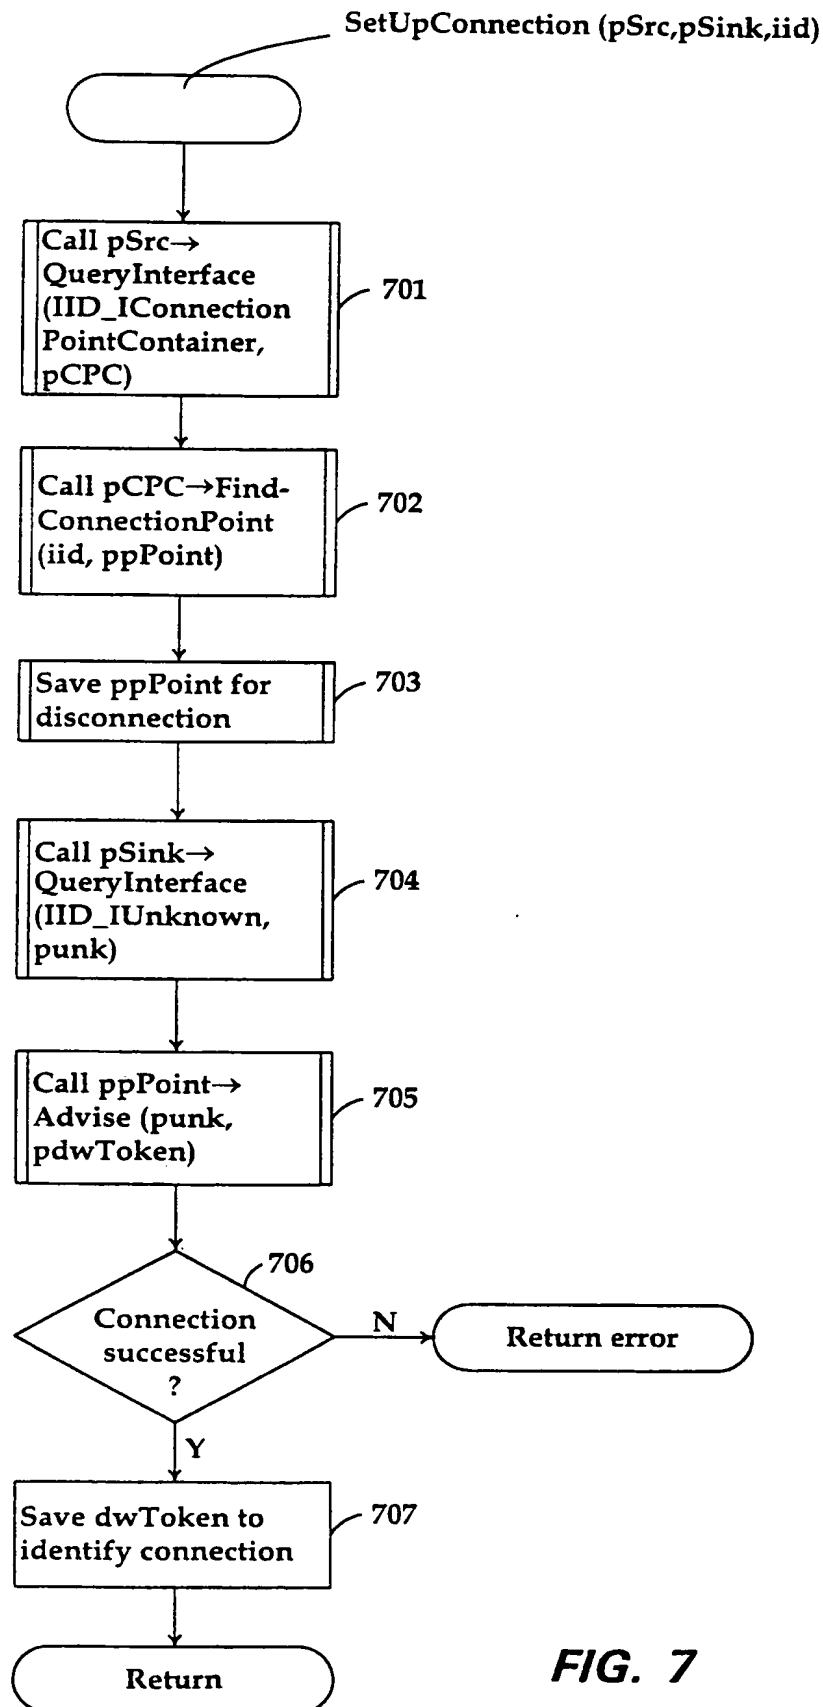 SetUpConnection (pSrc,pSink,iid)
Call pSrc→
QueryInterface
(IID_IConnection
PointContainer,
pCPC)
701
Call pCPC→Find-
ConnectionPoint
(iid, ppPoint)
702
Save ppPoint for
disconnection
703
Call pSink→
QueryInterface
(IID_IUnknown,
punk)
704
Call ppPoint→
Advise (punk,
pdwToken)
705
706
Connection
successful
?
N
Return error
Y
Save dwToken to
identify connection
707
Return
FIG. 7